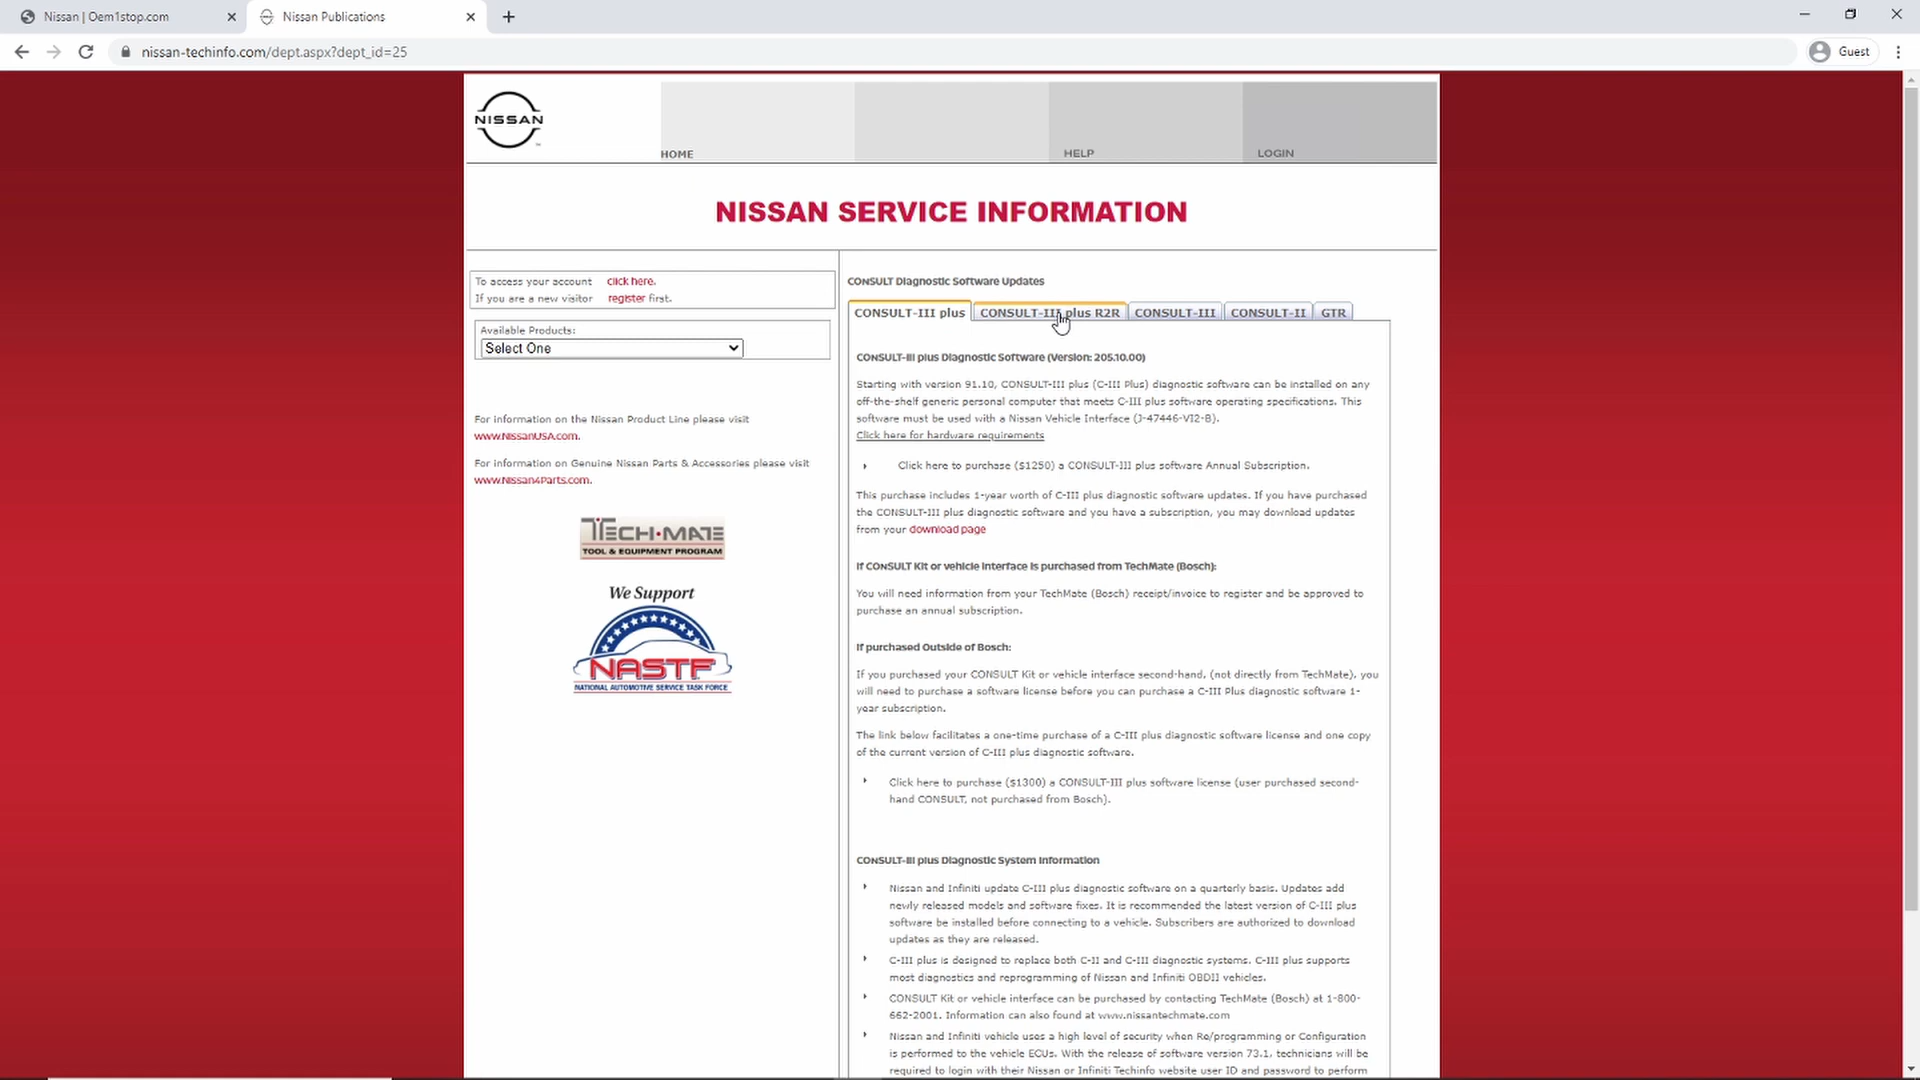 Nissan | Oem1stop.com
Nissan Publications
nissan-techinfo.com/dept.aspx?dept_id=25
Guest
NISSAN
HOME
HELP
LOGIN
NISSAN SERVICE INFORMATION
To access your account click here.
If you are a new visitor register first.
Available Products:
Select One
For information on the Nissan Product Line please visit
www.NissanUSA.com.
For information on Genuine Nissan Parts & Accessories please visit
www.Nissan4Parts.com.
TECH·MATE
TOOL & EQUIPMENT PROGRAM
We Support
NASTF
NATIONAL AUTOMOTIVE SERVICE TASK FORCE
CONSULT Diagnostic Software Updates
CONSULT-III plus
CONSULT-III plus R2R
CONSULT-III
CONSULT-II
GTR
CONSULT-III plus Diagnostic Software (Version: 205.10.00)
Starting with version 91.10, CONSULT-III plus (C-III Plus) diagnostic software can be installed on any
off-the-shelf generic personal computer that meets C-III plus software operating specifications. This
software must be used with a Nissan Vehicle Interface (J-47446-VI2-B).
Click here for hardware requirements
Click here to purchase ($1250) a CONSULT-III plus software Annual Subscription.
This purchase includes 1-year worth of C-III plus diagnostic software updates. If you have purchased
the CONSULT-III plus diagnostic software and you have a subscription, you may download updates
from your download page
If CONSULT Kit or vehicle interface is purchased from TechMate (Bosch):
You will need information from your TechMate (Bosch) receipt/invoice to register and be approved to
purchase an annual subscription.
If purchased Outside of Bosch:
If you purchased your CONSULT Kit or vehicle interface second-hand, (not directly from TechMate), you
will need to purchase a software license before you can purchase a C-III Plus diagnostic software 1-
year subscription.
The link below facilitates a one-time purchase of a C-III plus diagnostic software license and one copy
of the current version of C-III plus diagnostic software.
Click here to purchase ($1300) a CONSULT-III plus software license (user purchased second-
hand CONSULT, not purchased from Bosch).
CONSULT-III plus Diagnostic System Information
Nissan and Infiniti update C-III plus diagnostic software on a quarterly basis. Updates add
newly released models and software fixes. It is recommended the latest version of C-III plus
software be installed before connecting to a vehicle. Subscribers are authorized to download
updates as they are released.
C-III plus is designed to replace both C-II and C-III diagnostic systems. C-III plus supports
most diagnostics and reprogramming of Nissan and Infiniti OBDII vehicles.
CONSULT Kit or vehicle interface can be purchased by contacting TechMate (Bosch) at 1-800-
662-2001. Information can also found at www.nissantechmate.com
Nissan and Infiniti vehicle uses a high level of security when Re/programming or Configuration
is performed to the vehicle ECUs. With the release of software version 73.1, technicians will be
required to login with their Nissan or Infiniti Techinfo website user ID and password to perform